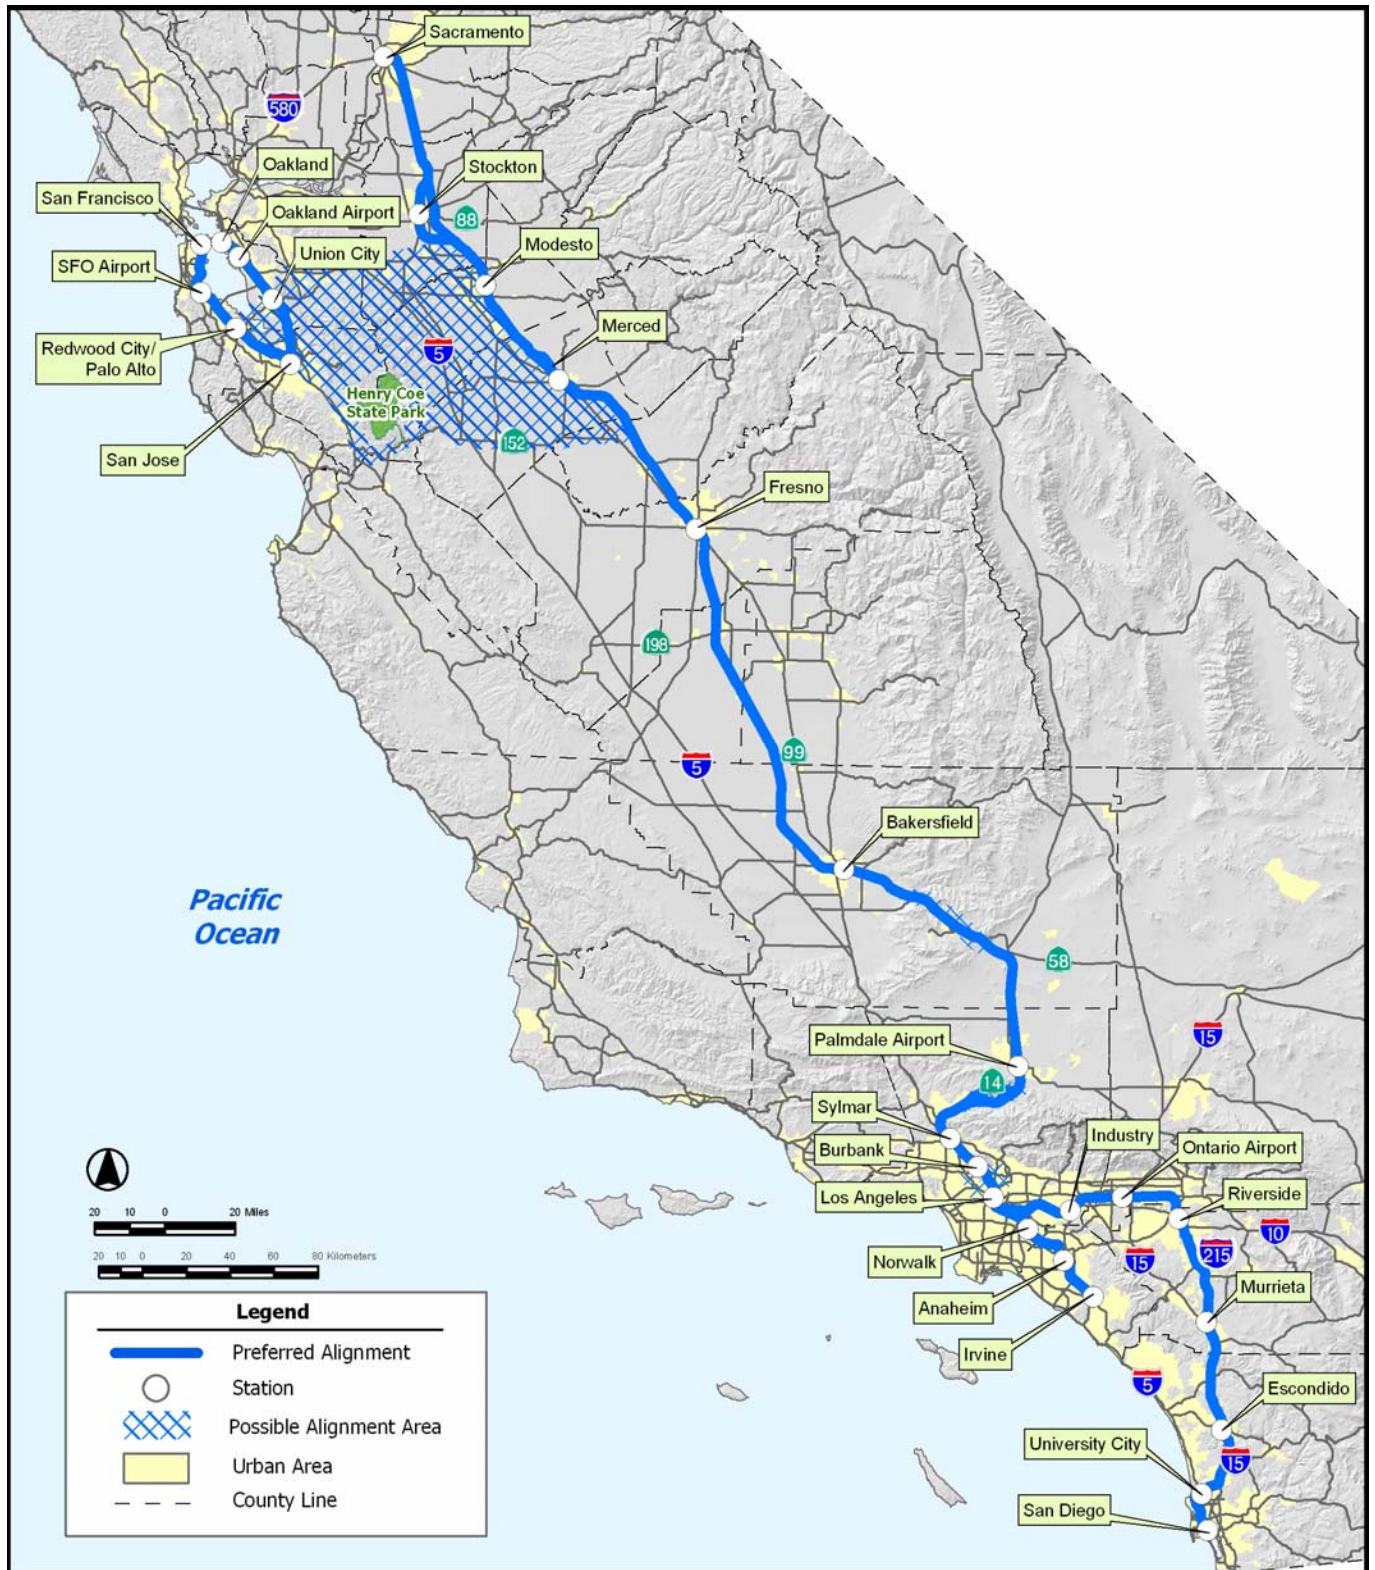 Sacramento
580
Oakland
Stockton
San Francisco
Oakland Airport
88
Modesto
Union City
SFO Airport
Merced
Redwood City/
Palo Alto
5
Henry Coe
State Park
152
San Jose
Fresno
198
99
5
Bakersfield
Pacific
Ocean
58
15
Palmdale Airport
14
Sylmar
Industry
Burbank
Ontario Airport
Los Angeles
Riverside
10
Norwalk
15
215
Anaheim
Murrieta
Irvine
5
Escondido
University City
15
San Diego
20 10 0 20 Miles
20 10 0 20 40 60 80 Kilometers
Legend
Preferred Alignment
Station
Possible Alignment Area
Urban Area
County Line